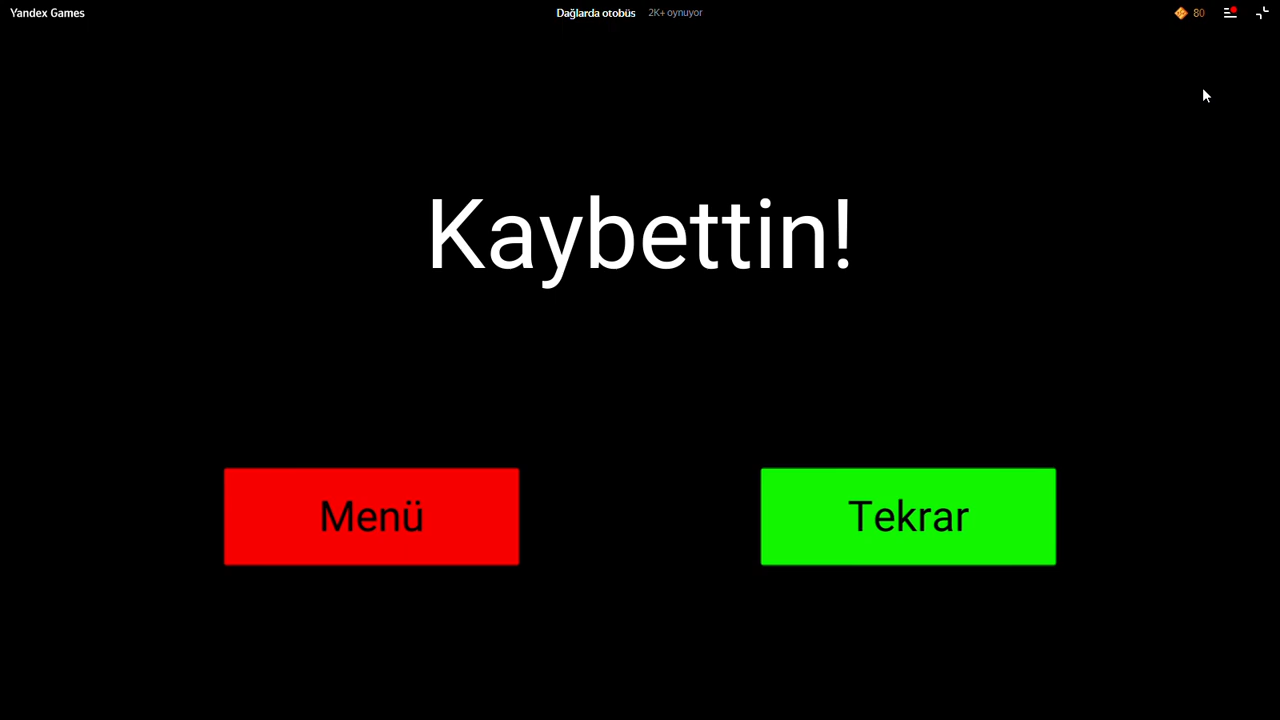 Yandex Games
Dağlarda otobüs 2K+ oynuyor
80
Kaybettin!
Menü
Tekrar